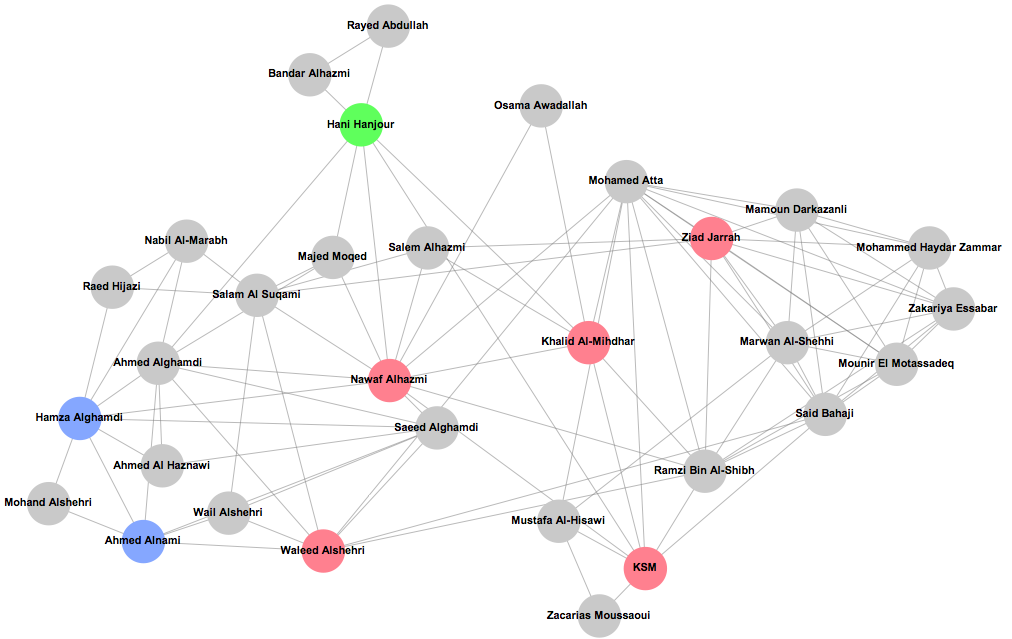 Rayed Abdullah
Bandar Alhazmi
Osama Awadallah
Hani Hanjour
Mohamed Atta
Mamoun Darkazanli
Ziad Jarrah
Nabil Al-Marabh
Salem Alhazmi
Mohammed Haydar Zammar
Majed Moqed
Raed Hijazi
Salam Al Suqami
Zakariya Essabar
Khalid Al-Mihdhar
Marwan Al-Shehhi
Ahmed Alghamdi
Mounir El Motassadeq
Nawaf Alhazmi
Said Bahaji
Hamza Alghamdi
Saeed Alghamdi
Ahmed Al Haznawi
Ramzi Bin Al-Shibh
Mohand Alshehri
Wail Alshehri
Mustafa Al-Hisawi
Ahmed Alnami
Waleed Alshehri
KSM
Zacarias Moussaoui